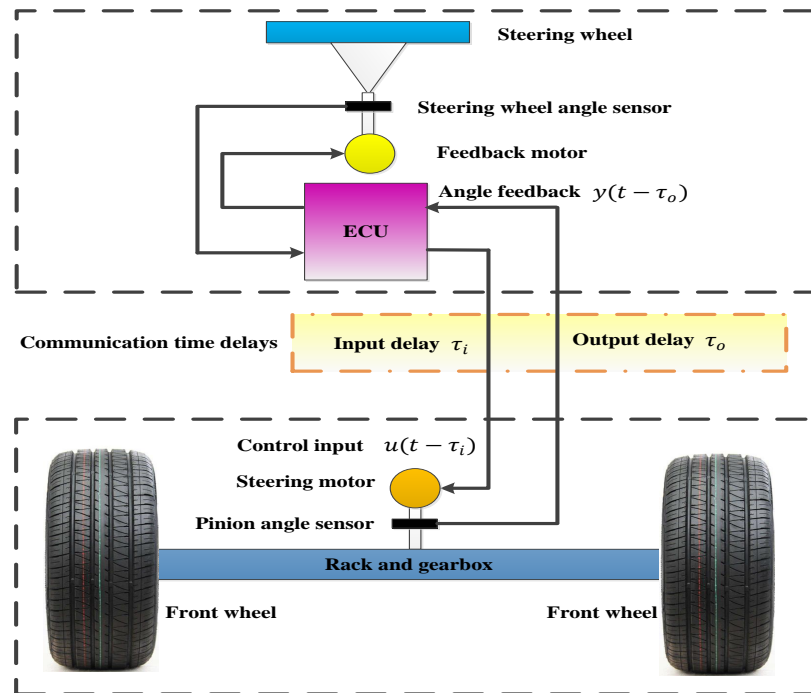 Steering wheel
Steering wheel angle sensor
Feedback motor
Angle feedback y(t − τₒ)
ECU
Communication time delays
Input delay τᵢ
Output delay τₒ
Control input u(t − τᵢ)
Steering motor
Pinion angle sensor
Rack and gearbox
Front wheel
Front wheel